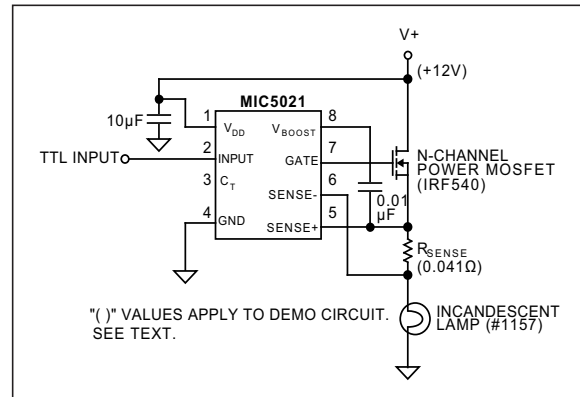 V+
(+12V)
MIC5021
10µF
1
8
V_DD
V_BOOST
TTL INPUT
2
7
INPUT
GATE
N-CHANNEL
POWER MOSFET
(IRF540)
3
6
C_T
SENSE-
0.01
µF
4
5
GND
SENSE+
R_SENSE
(0.041Ω)
"( )" VALUES APPLY TO DEMO CIRCUIT.
SEE TEXT.
INCANDESCENT
LAMP (#1157)